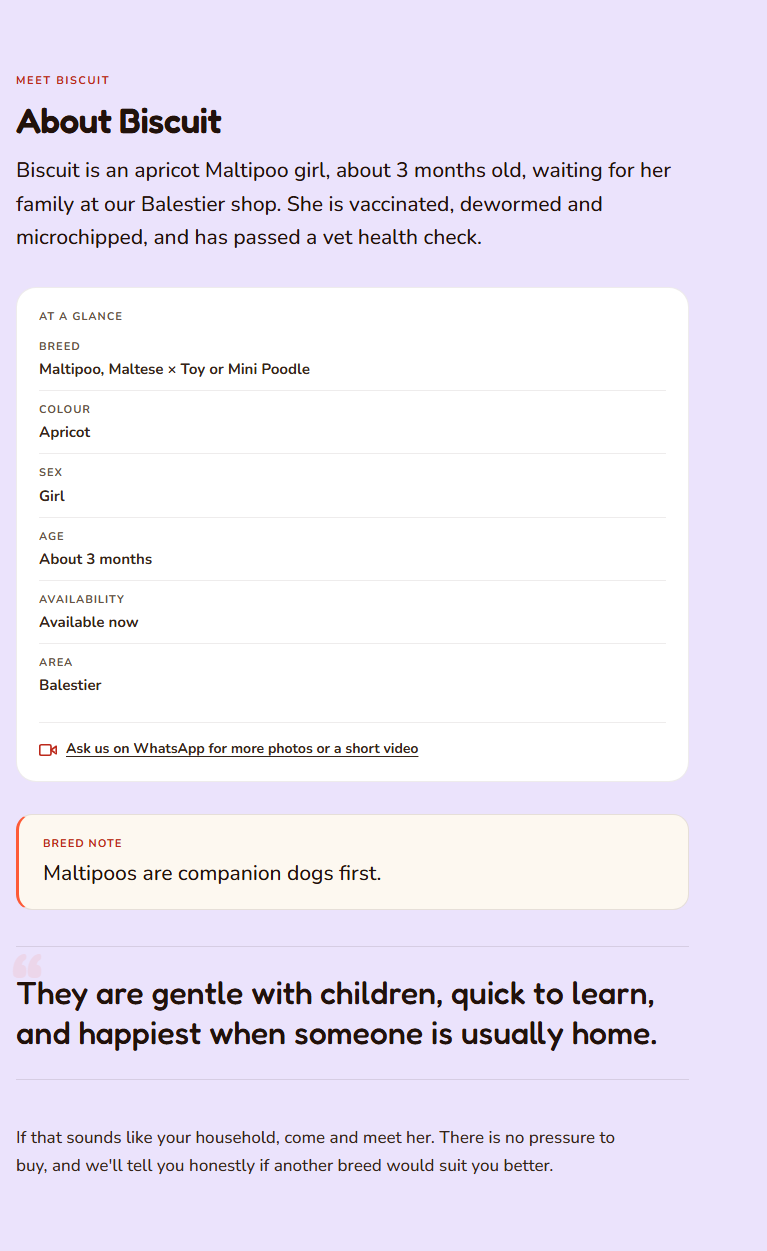 MEET BISCUIT
About Biscuit
Biscuit is an apricot Maltipoo girl, about 3 months old, waiting for her
family at our Balestier shop. She is vaccinated, dewormed and
microchipped, and has passed a vet health check.
AT A GLANCE
BREED
Maltipoo, Maltese × Toy or Mini Poodle
COLOUR
Apricot
SEX
Girl
AGE
About 3 months
AVAILABILITY
Available now
AREA
Balestier
Ask us on WhatsApp for more photos or a short video
BREED NOTE
Maltipoos are companion dogs first.
“
They are gentle with children, quick to learn,
and happiest when someone is usually home.
If that sounds like your household, come and meet her. There is no pressure to
buy, and we'll tell you honestly if another breed would suit you better.